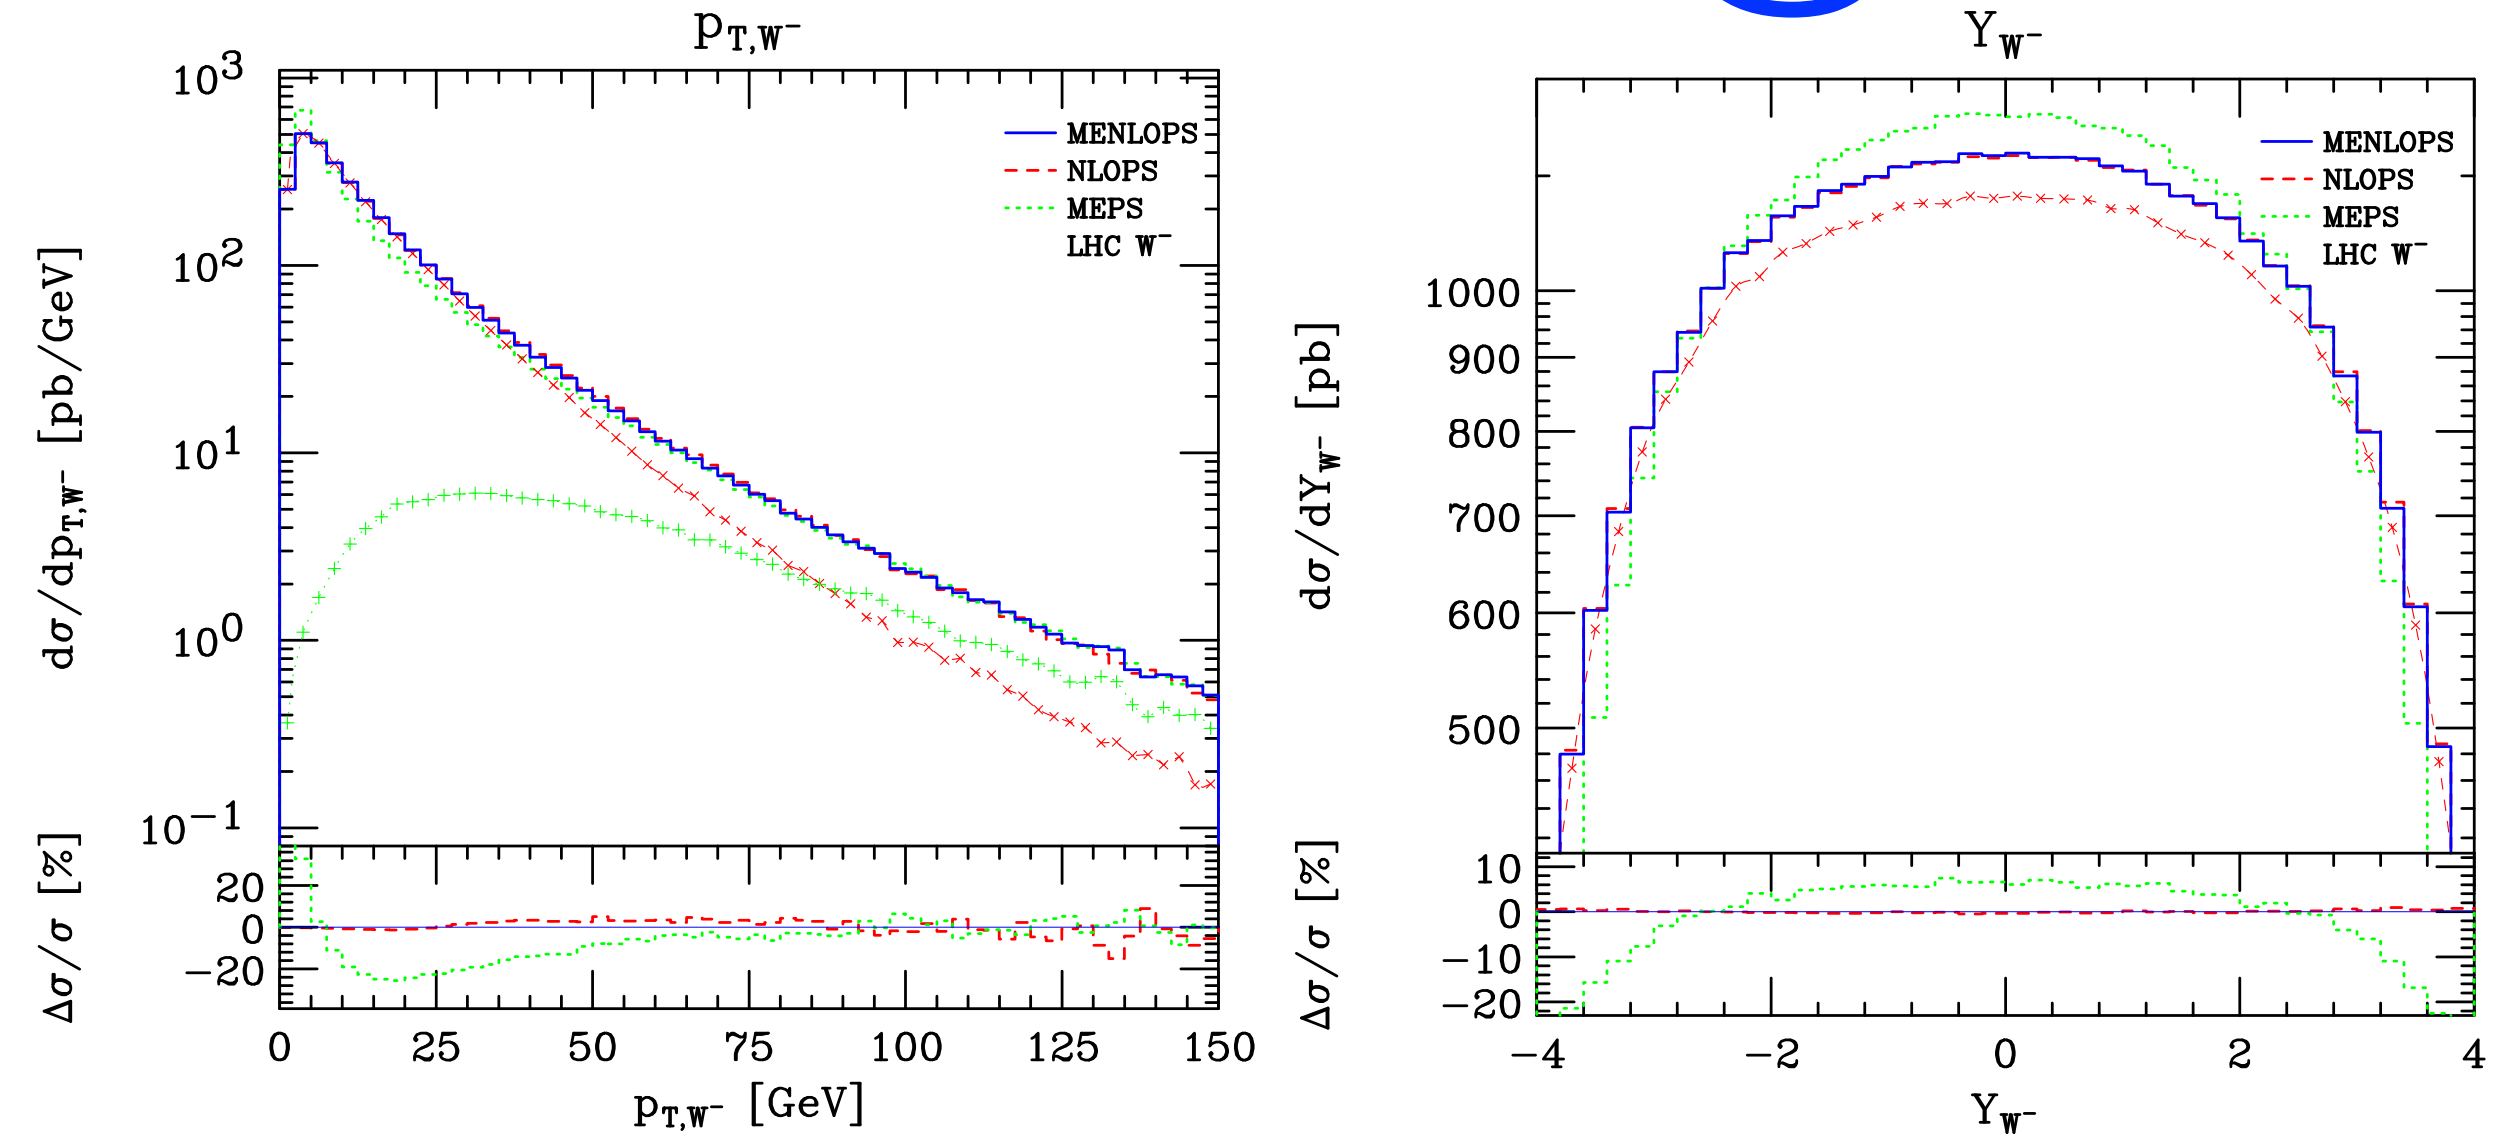 p_T,W⁻
10³
10²
10¹
10⁰
10⁻¹
dσ/dp_T,W⁻ [pb/GeV]
MENLOPS
NLOPS
MEPS
LHC W⁻
20
0
−20
Δσ/σ [%]
0 25 50 75 100 125 150
p_T,W⁻ [GeV]
Y_W⁻
1000
900
800
700
600
500
dσ/dY_W⁻ [pb]
MENLOPS
NLOPS
MEPS
LHC W⁻
10
0
−10
−20
Δσ/σ [%]
−4 −2 0 2 4
Y_W⁻